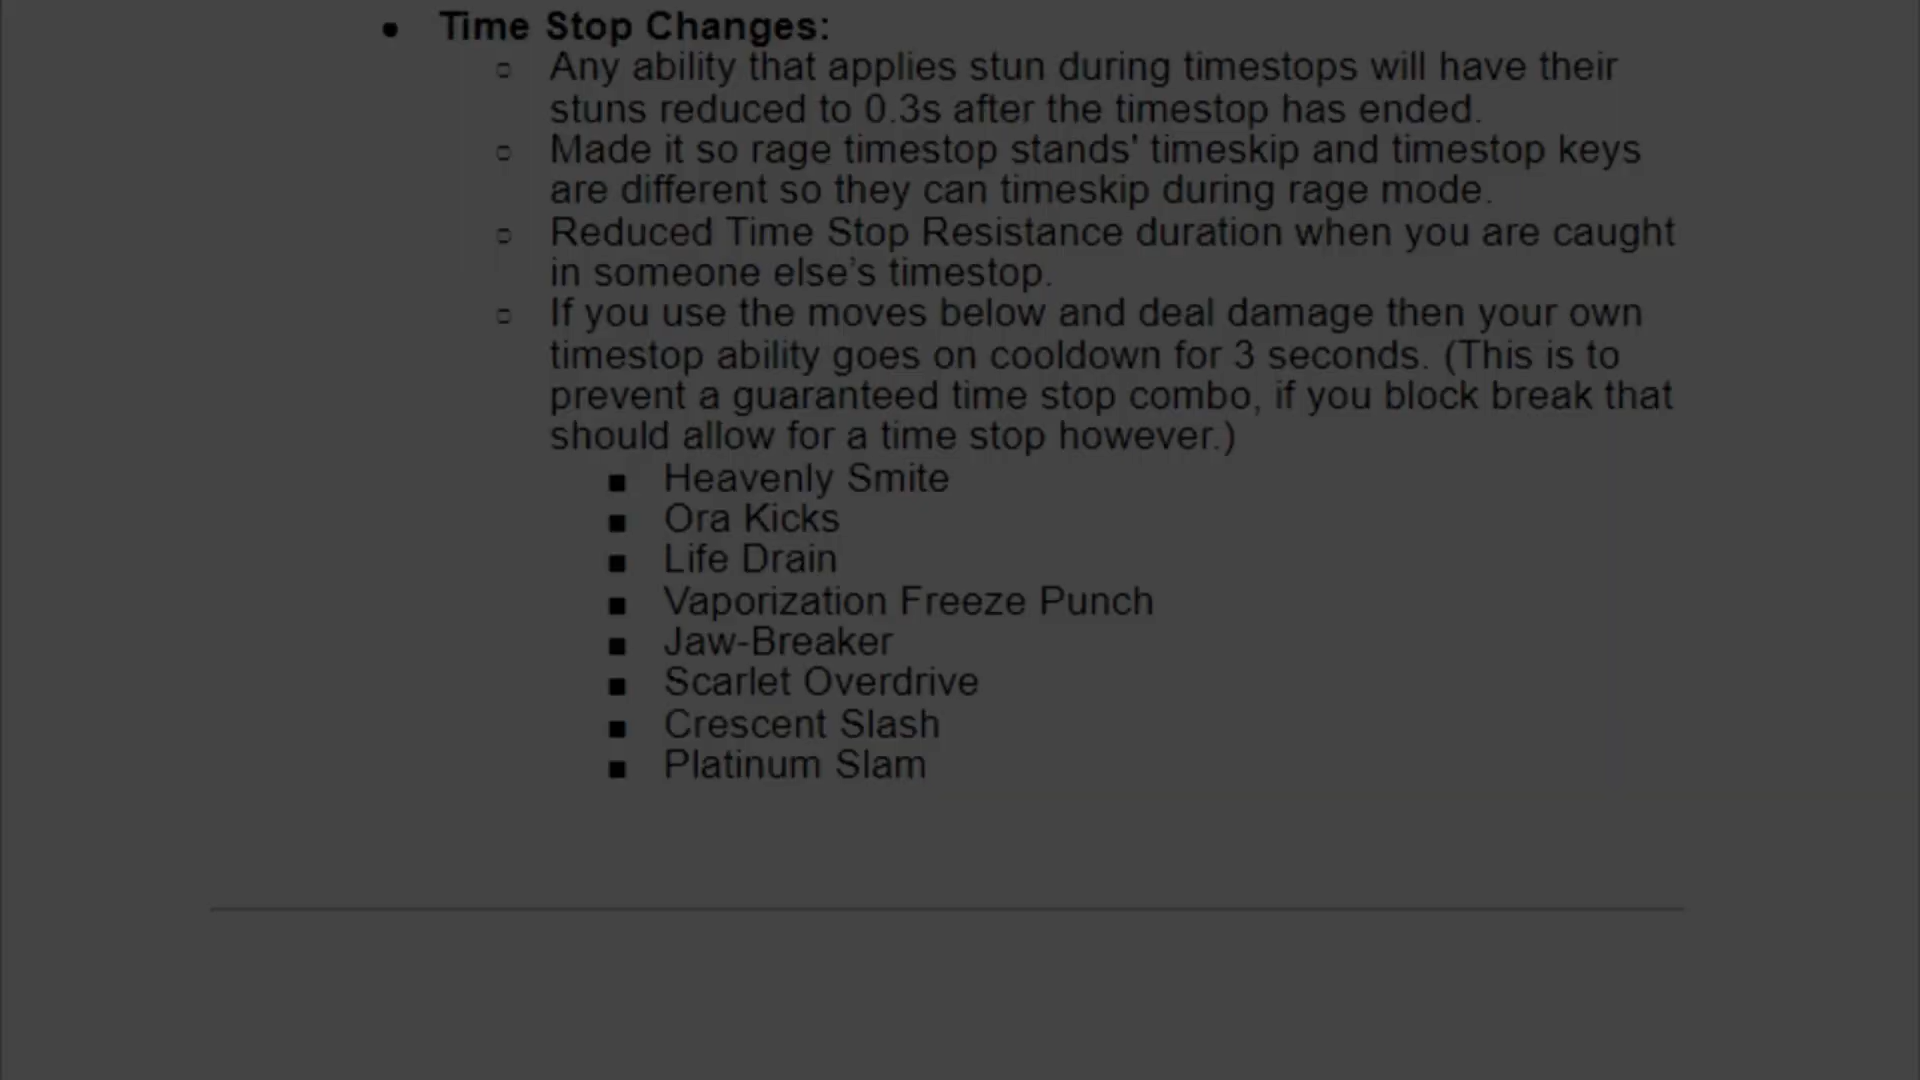 Time Stop Changes:
Any ability that applies stun during timestops will have their
stuns reduced to 0.3s after the timestop has ended.
Made it so rage timestop stands' timeskip and timestop keys
are different so they can timeskip during rage mode.
Reduced Time Stop Resistance duration when you are caught
in someone else’s timestop.
If you use the moves below and deal damage then your own
timestop ability goes on cooldown for 3 seconds. (This is to
prevent a guaranteed time stop combo, if you block break that
should allow for a time stop however.)
Heavenly Smite
Ora Kicks
Life Drain
Vaporization Freeze Punch
Jaw-Breaker
Scarlet Overdrive
Crescent Slash
Platinum Slam